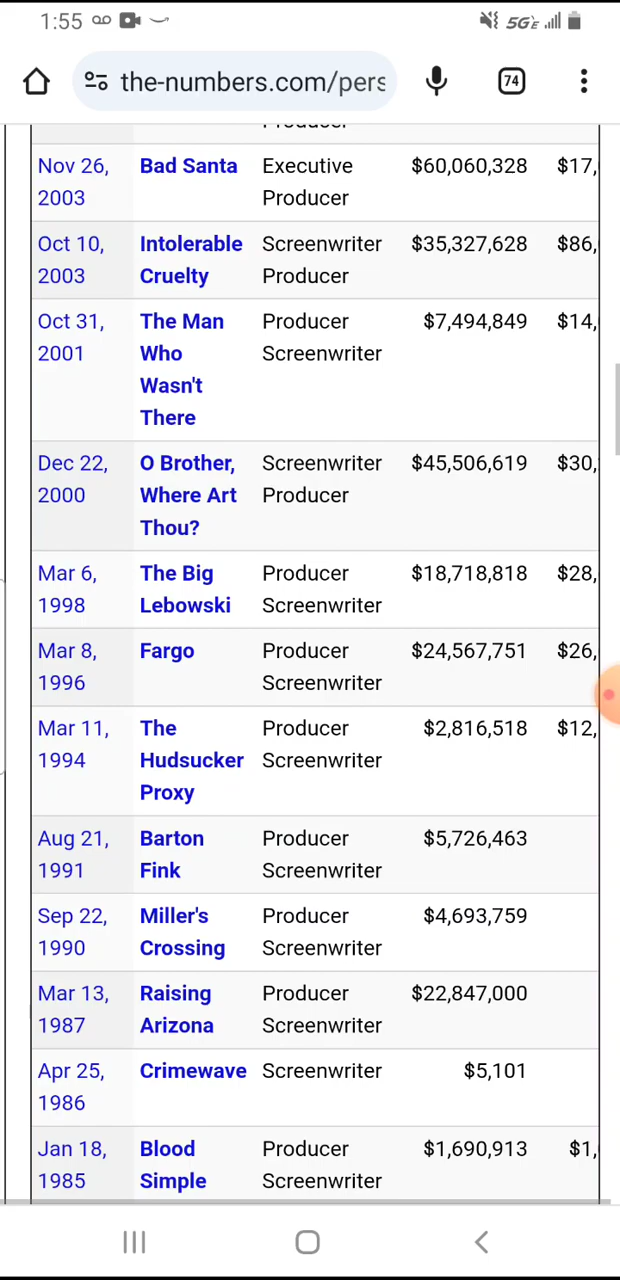 1:55 5GE
the-numbers.com/pers 74
Producer
Nov 26, Bad Santa Executive $60,060,328 $17,
2003 Producer
Oct 10, Intolerable Screenwriter $35,327,628 $86,
2003 Cruelty Producer
Oct 31, The Man Producer $7,494,849 $14,
2001 Who Screenwriter
Wasn't
There
Dec 22, O Brother, Screenwriter $45,506,619 $30,
2000 Where Art Producer
Thou?
Mar 6, The Big Producer $18,718,818 $28,
1998 Lebowski Screenwriter
Mar 8, Fargo Producer $24,567,751 $26,
1996 Screenwriter
Mar 11, The Producer $2,816,518 $12,
1994 Hudsucker Screenwriter
Proxy
Aug 21, Barton Producer $5,726,463
1991 Fink Screenwriter
Sep 22, Miller's Producer $4,693,759
1990 Crossing Screenwriter
Mar 13, Raising Producer $22,847,000
1987 Arizona Screenwriter
Apr 25, Crimewave Screenwriter $5,101
1986
Jan 18, Blood Producer $1,690,913 $1,
1985 Simple Screenwriter